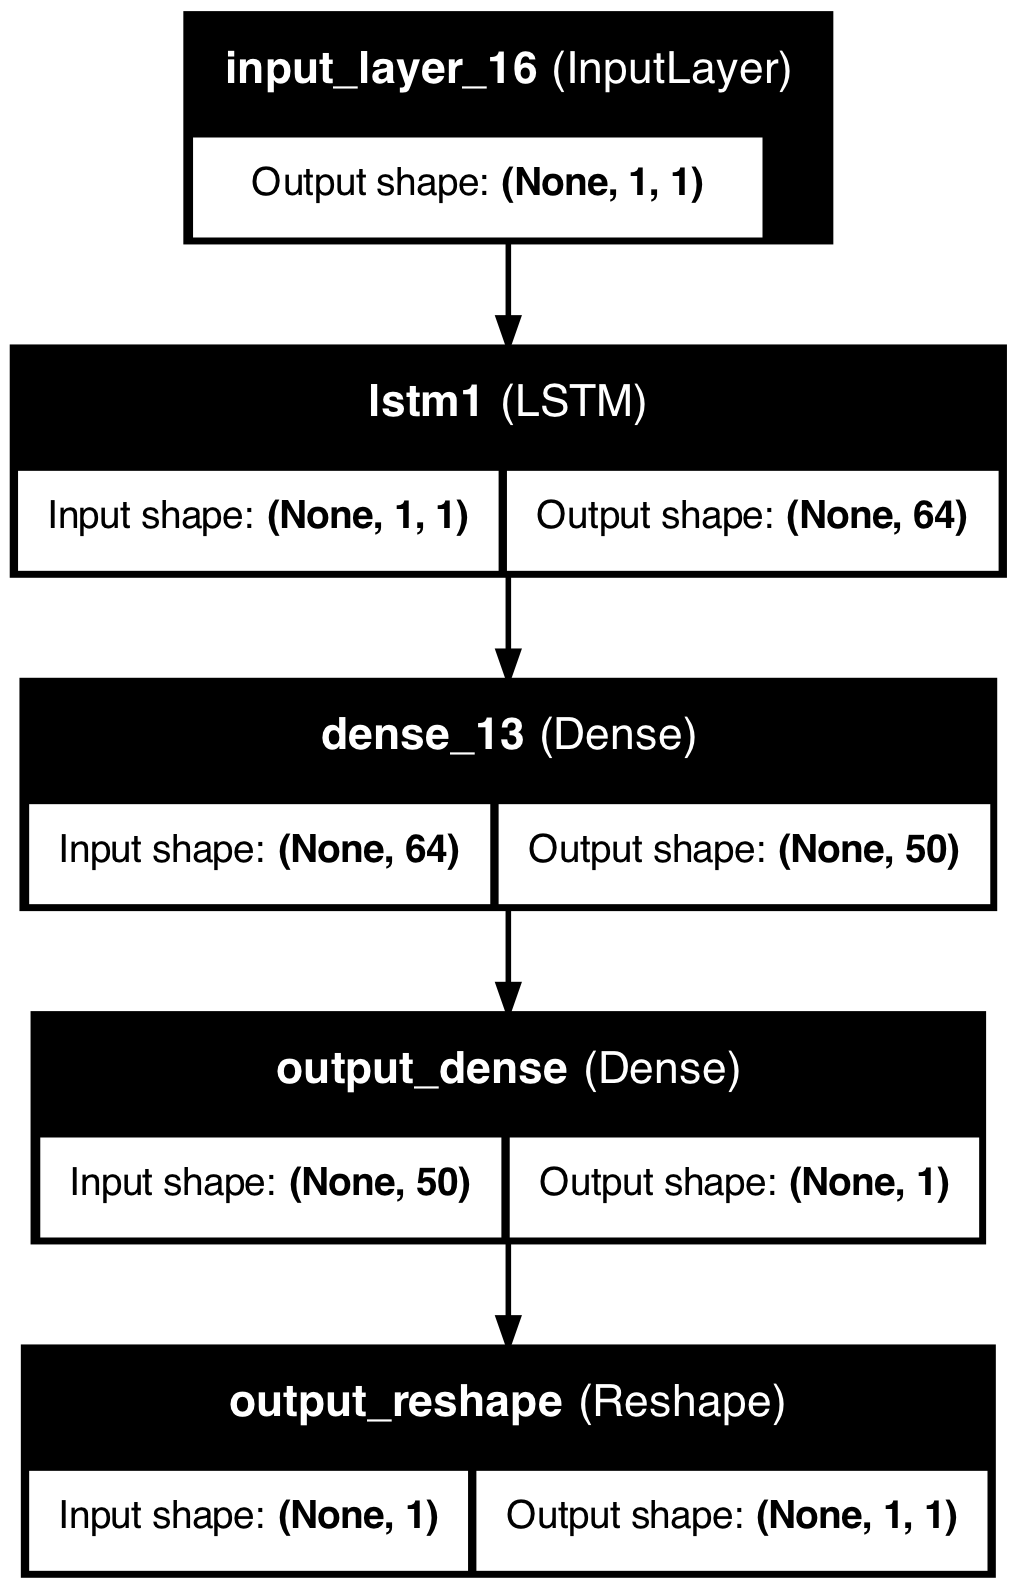 input_layer_16 (InputLayer)
Output shape: (None, 1, 1)
lstm1 (LSTM)
Input shape: (None, 1, 1) Output shape: (None, 64)
dense_13 (Dense)
Input shape: (None, 64) Output shape: (None, 50)
output_dense (Dense)
Input shape: (None, 50) Output shape: (None, 1)
output_reshape (Reshape)
Input shape: (None, 1) Output shape: (None, 1, 1)